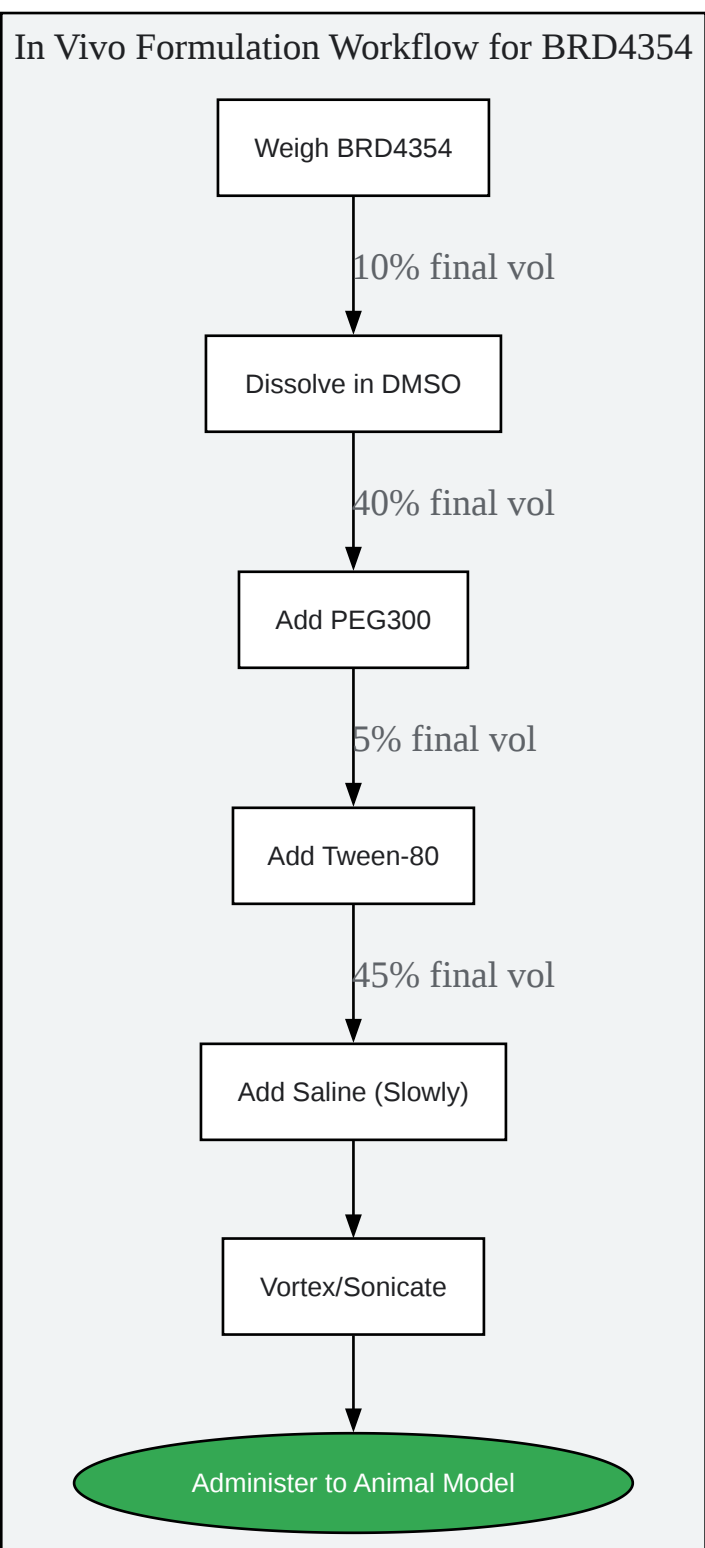 In Vivo Formulation Workflow for BRD4354
Weigh BRD4354
10% final vol
Dissolve in DMSO
40% final vol
Add PEG300
5% final vol
Add Tween-80
45% final vol
Add Saline (Slowly)
Vortex/Sonicate
Administer to Animal Model